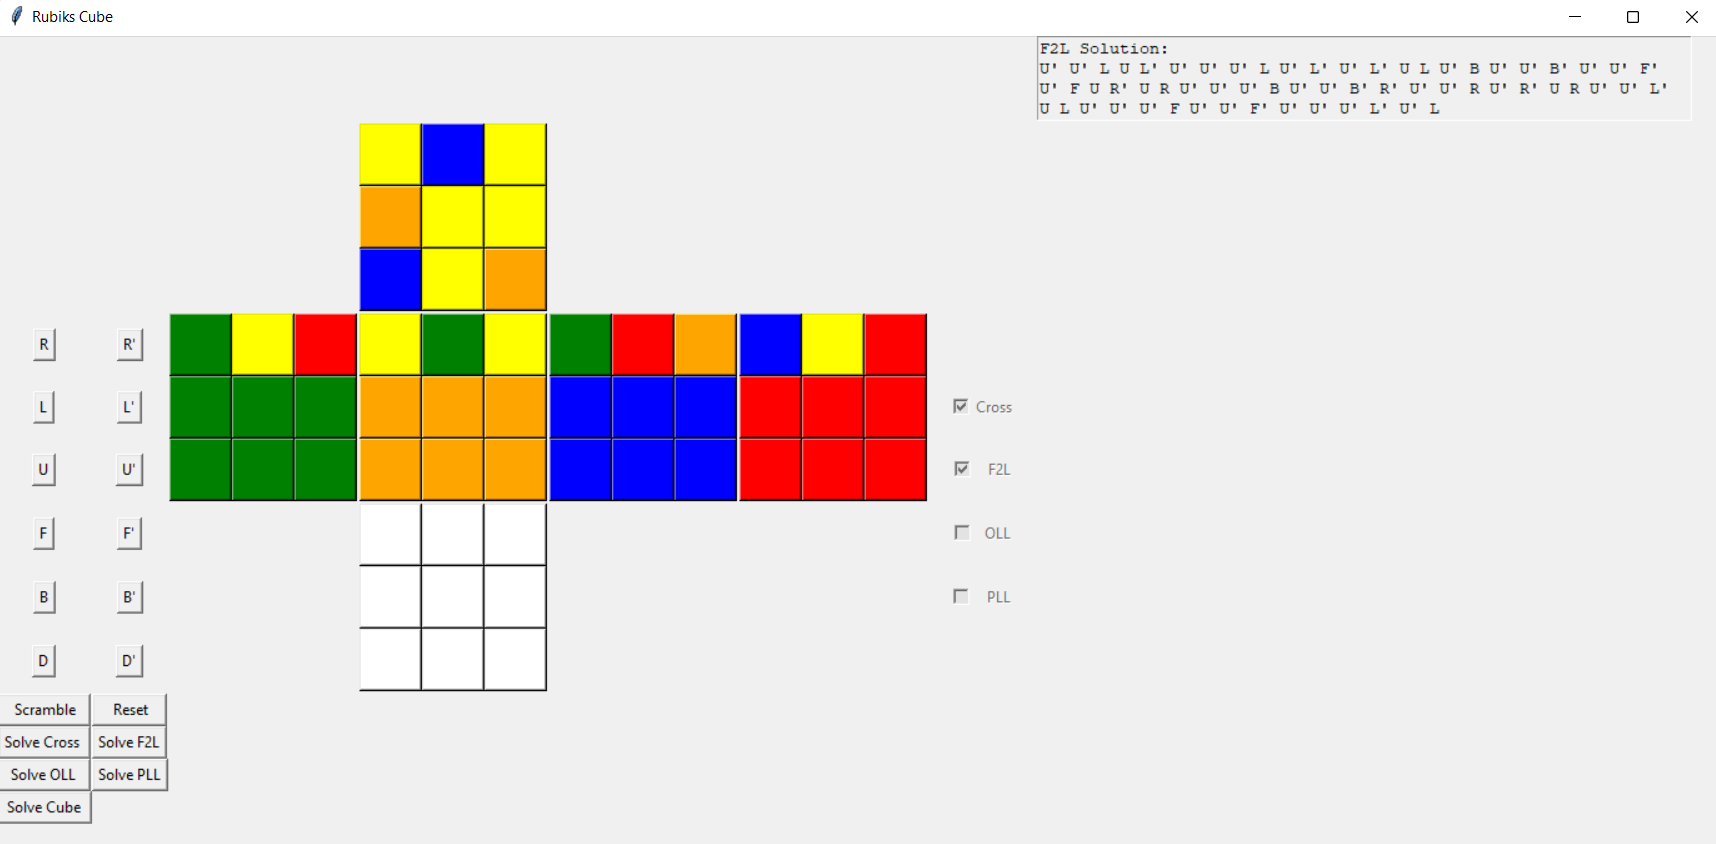 Rubiks Cube
F2L Solution:
U' U' L U L' U' U' U' L U' L' U' L' U L U' B U' U' B' U' U' F'
U' F U R' U R U' U' U' B U' U' B' R' U' U' R U' R' U R U' U' L'
U L U' U' U' F U' U' F' U' U' U' L' U' L
R R'
L L'
Cross
U U'
F2L
F F'
OLL
B B'
PLL
D D'
Scramble Reset
Solve Cross Solve F2L
Solve OLL Solve PLL
Solve Cube